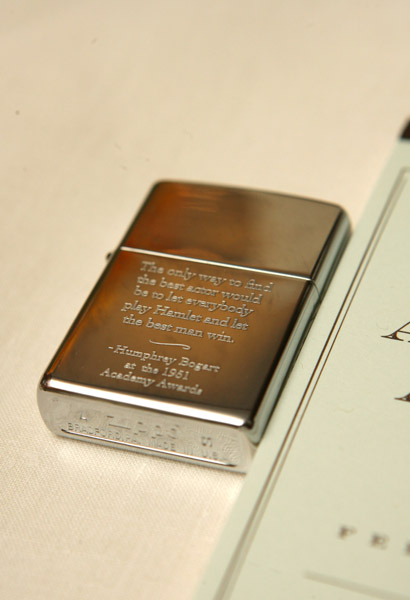 The only way to find
the best actor would
be to let everybody
play Hamlet and let
the best man win.
-Humphrey Bogart
at the 1951
Academy Awards